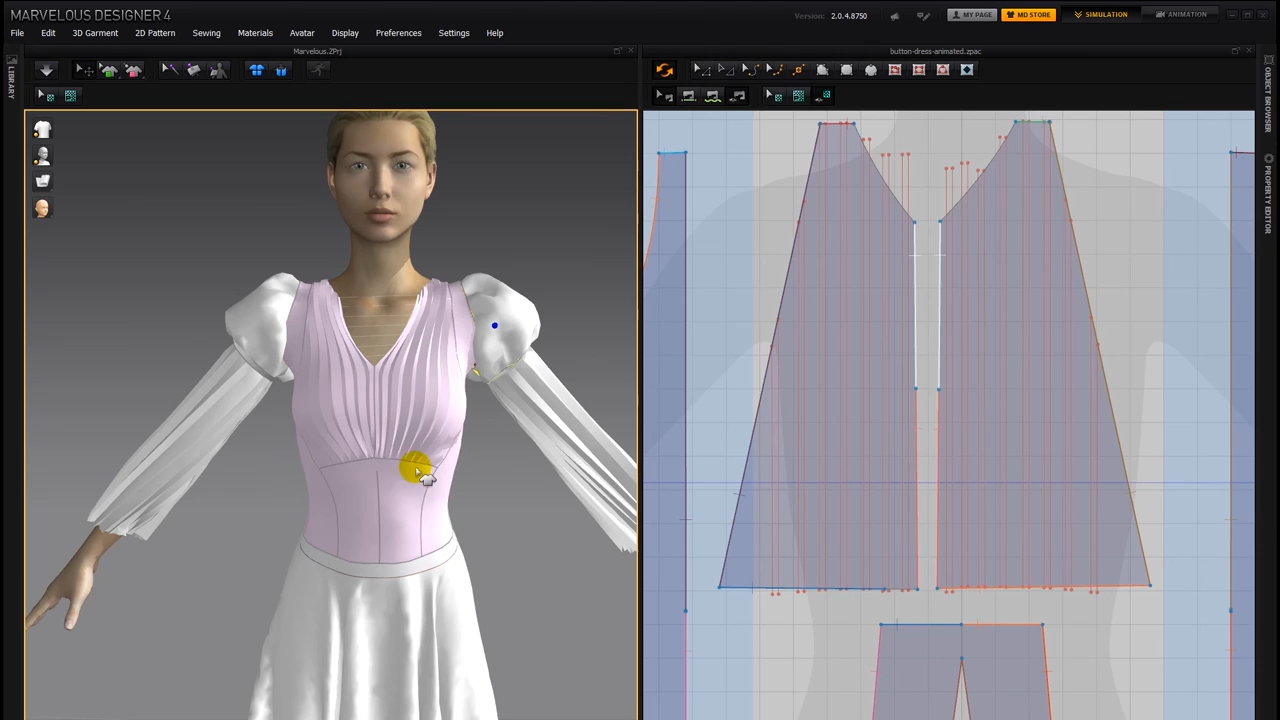 MARVELOUS DESIGNER 4
Version: 2.0.4.8750
MY PAGE
MD STORE
SIMULATION
ANIMATION
File Edit 3D Garment 2D Pattern Sewing Materials Avatar Display Preferences Settings Help
Marvelous.ZPrj
button-dress-animated.zpac
LIBRARY
OBJECT BROWSER
PROPERTY EDITOR